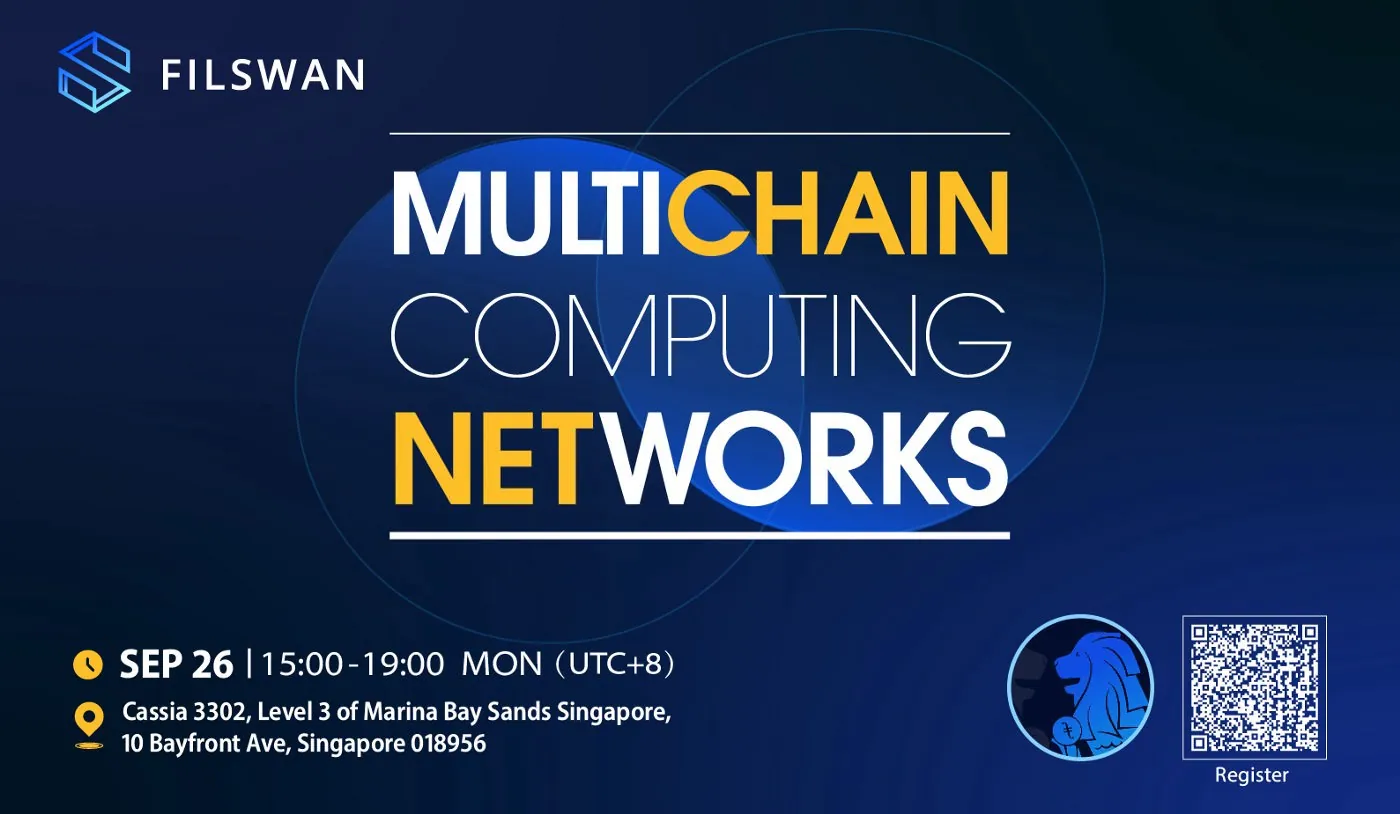 FILSWAN
MULTICHAIN
COMPUTING
NETWORKS
SEP 26 | 15:00-19:00 MON (UTC+8)
Cassia 3302, Level 3 of Marina Bay Sands Singapore,
10 Bayfront Ave, Singapore 018956
Register